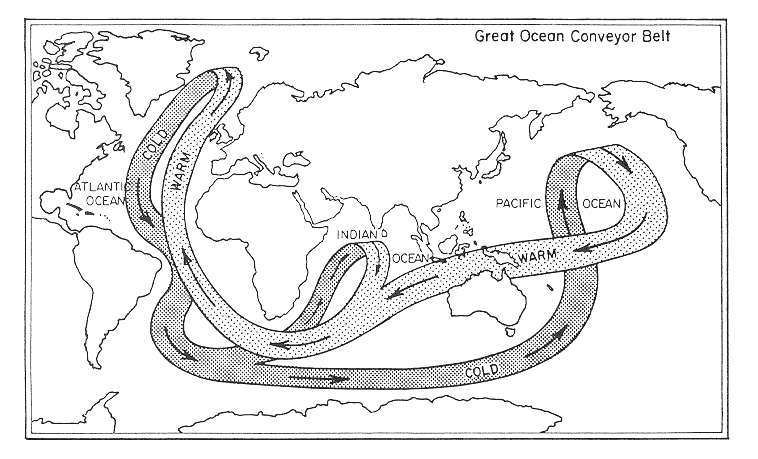 Great Ocean Conveyor Belt
COLD
WARM
ATLANTIC
OCEAN
PACIFIC OCEAN
INDIAN
OCEAN
WARM
COLD